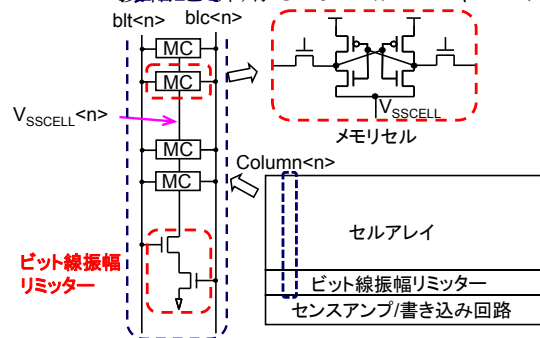 blt<n> blc<n>
MC
MC
V_SSCELL<n>
V_SSCELL
メモリセル
MC
MC
Column<n>
セルアレイ
ビット線振幅
リミッター
ビット線振幅リミッター
センスアンプ/書き込み回路